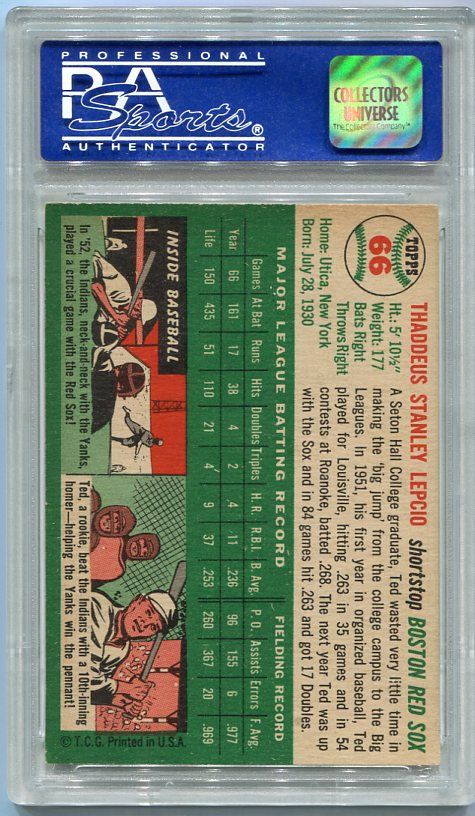 PROFESSIONAL
PSA
Sports®
AUTHENTICATOR
COLLECTORS
UNIVERSE
The Collecting Company™
TOPPS
66
THADDEUS STANLEY LEPCIO shortstop BOSTON RED SOX
Ht.: 5' 10½"
Weight: 177
Bats Right
Throws Right
Home: Utica, New York
Born: July 28, 1930
A Seton Hall College graduate, Ted wasted very little time in
making the 'big jump' from the college campus to the Big
Leagues. In 1951, his first year in organized baseball, Ted
played for Louisville, hitting .263 in 35 games and in 54
contests at Roanoke, batted .268. The next year Ted was up
with the Sox and in 84 games hit .263 and got 17 Doubles.
MAJOR LEAGUE BATTING RECORD FIELDING RECORD
Games At Bat Runs Hits Doubles Triples H.R. R.B.I. B. Avg. P.O. Assists Errors F. Avg.
Year 66 161 17 38 4 2 4 11 .236 96 155 6 .977
Life 150 435 51 110 21 4 9 37 .253 260 367 20 .969
INSIDE BASEBALL
In '52, the Indians, neck-and-neck with the Yanks,
played a crucial game with the Red Sox!
Ted, a rookie, beat the Indians with a 10th-inning
homer—helping the Yanks win the pennant!
© T.C.G. Printed in U.S.A.